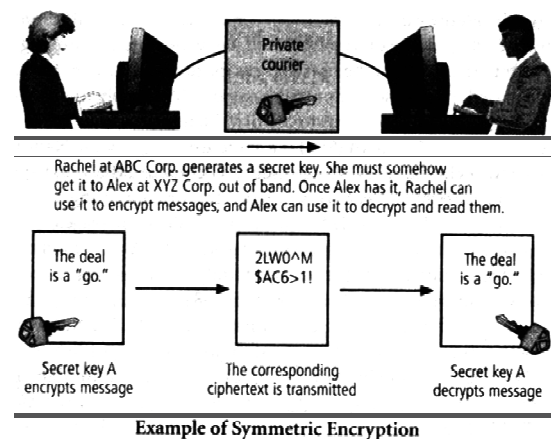 Private
courier
Rachel at ABC Corp. generates a secret key. She must somehow
get it to Alex at XYZ Corp. out of band. Once Alex has it, Rachel can
use it to encrypt messages, and Alex can use it to decrypt and read them.
The deal
is a "go."
2LW0^M
$AC6>1!
The deal
is a "go."
Secret key A
encrypts message
The corresponding
ciphertext is transmitted
Secret key A
decrypts message
Example of Symmetric Encryption